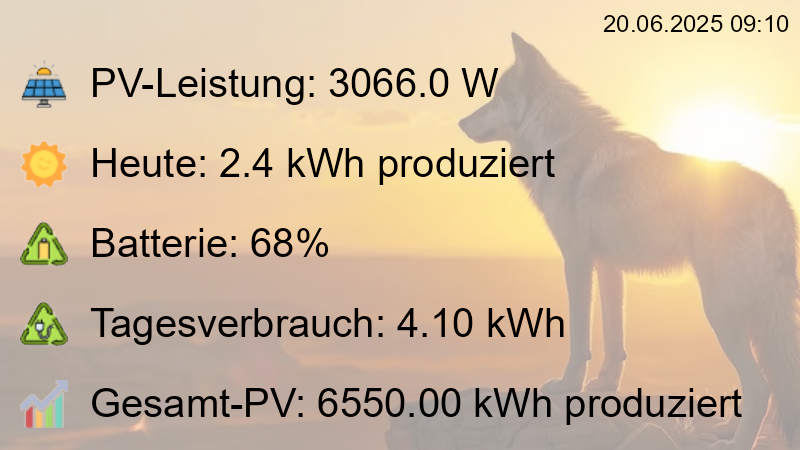 20.06.2025 09:10
PV-Leistung: 3066.0 W
Heute: 2.4 kWh produziert
Batterie: 68%
Tagesverbrauch: 4.10 kWh
Gesamt-PV: 6550.00 kWh produziert